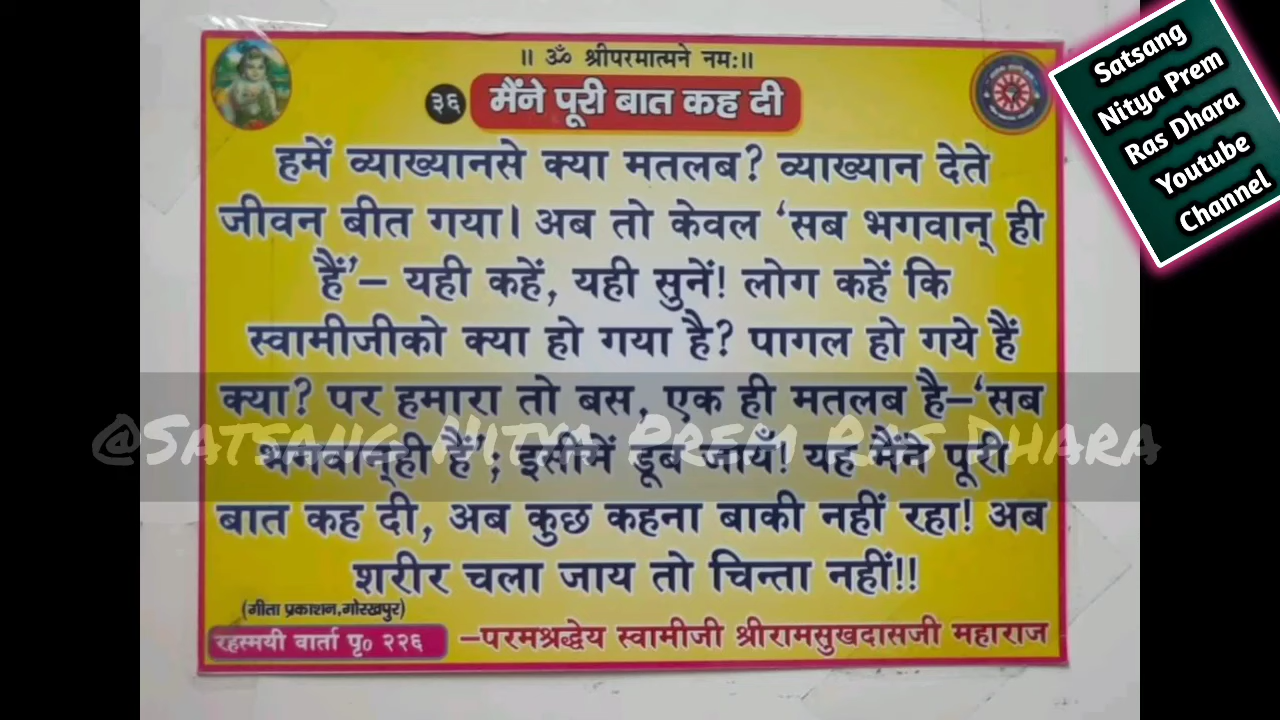 ॥ ॐ श्रीपरमात्मने नमः॥
३६ मैंने पूरी बात कह दी
हमें व्याख्यानसे क्या मतलब? व्याख्यान देते
जीवन बीत गया। अब तो केवल ‘सब भगवान् ही
हैं’– यही कहें, यही सुनें! लोग कहें कि
स्वामीजीको क्या हो गया है? पागल हो गये हैं
क्या? पर हमारा तो बस, एक ही मतलब है–‘सब
भगवान्‌ही हैं’; इसीमें डूब जायँ! यह मैंने पूरी
बात कह दी, अब कुछ कहना बाकी नहीं रहा! अब
शरीर चला जाय तो चिन्ता नहीं!!
(गीता प्रकाशन,गोरखपुर)
रहस्मयी वार्ता पृ० २२६
–परमश्रद्धेय स्वामीजी श्रीरामसुखदासजी महाराज
Satsang
Nitya Prem
Ras Dhara
Youtube
Channel
@Satsang Nitya Prem Ras Dhara